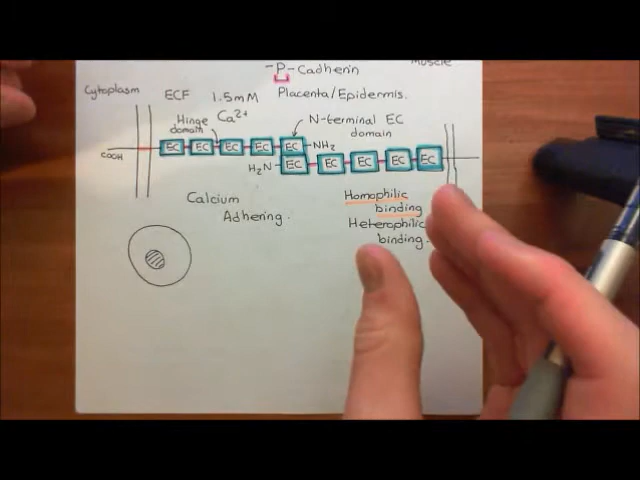 -P-Cadherin
Muscle
Cytoplasm ECF 1.5mM Placenta/Epidermis.
Hinge Ca2+ N-terminal EC
domain domain
COOH EC EC EC EC EC NH2
H2N EC EC EC EC EC
Calcium Homophilic
Adhering. binding
Heterophilic
binding.